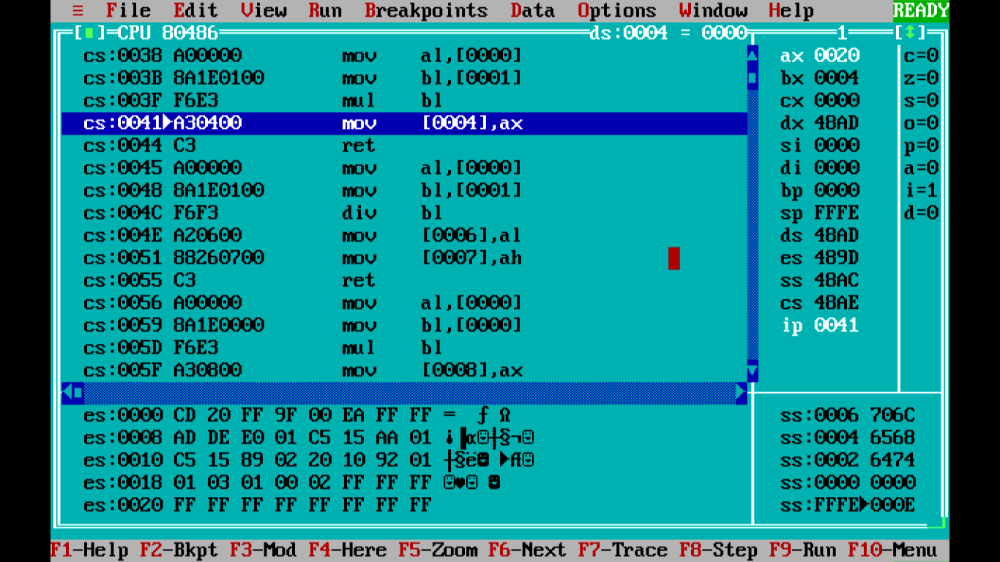 ≡ File Edit View Run Breakpoints Data Options Window Help READY
[■]=CPU 80486 ds:0004 = 0000 1 [↕]
cs:0038 A00000 mov al,[0000] ax 0020 c=0
cs:003B 8A1E0100 mov bl,[0001] bx 0004 z=0
cs:003F F6E3 mul bl cx 0000 s=0
cs:0041►A30400 mov [0004],ax dx 48AD o=0
cs:0044 C3 ret si 0000 p=0
cs:0045 A00000 mov al,[0000] di 0000 a=0
cs:0048 8A1E0100 mov bl,[0001] bp 0000 i=1
cs:004C F6F3 div bl sp FFFE d=0
cs:004E A20600 mov [0006],al ds 48AD
cs:0051 88260700 mov [0007],ah es 489D
cs:0055 C3 ret ss 48AC
cs:0056 A00000 mov al,[0000] cs 48AE
cs:0059 8A1E0000 mov bl,[0000] ip 0041
cs:005D F6E3 mul bl
cs:005F A30800 mov [0008],ax
es:0000 CD 20 FF 9F 00 EA FF FF = ƒ Ω ss:0006 706C
es:0008 AD DE E0 01 C5 15 AA 01 ¡▐α☺┼§¬☺ ss:0004 6568
es:0010 C5 15 89 02 20 10 92 01 ┼§ë☻ ►Æ☺ ss:0002 6474
es:0018 01 03 01 00 02 FF FF FF ☺♥☺ ☻ ss:0000 0000
es:0020 FF FF FF FF FF FF FF FF ss:FFFE►000E
F1-Help F2-Bkpt F3-Mod F4-Here F5-Zoom F6-Next F7-Trace F8-Step F9-Run F10-Menu